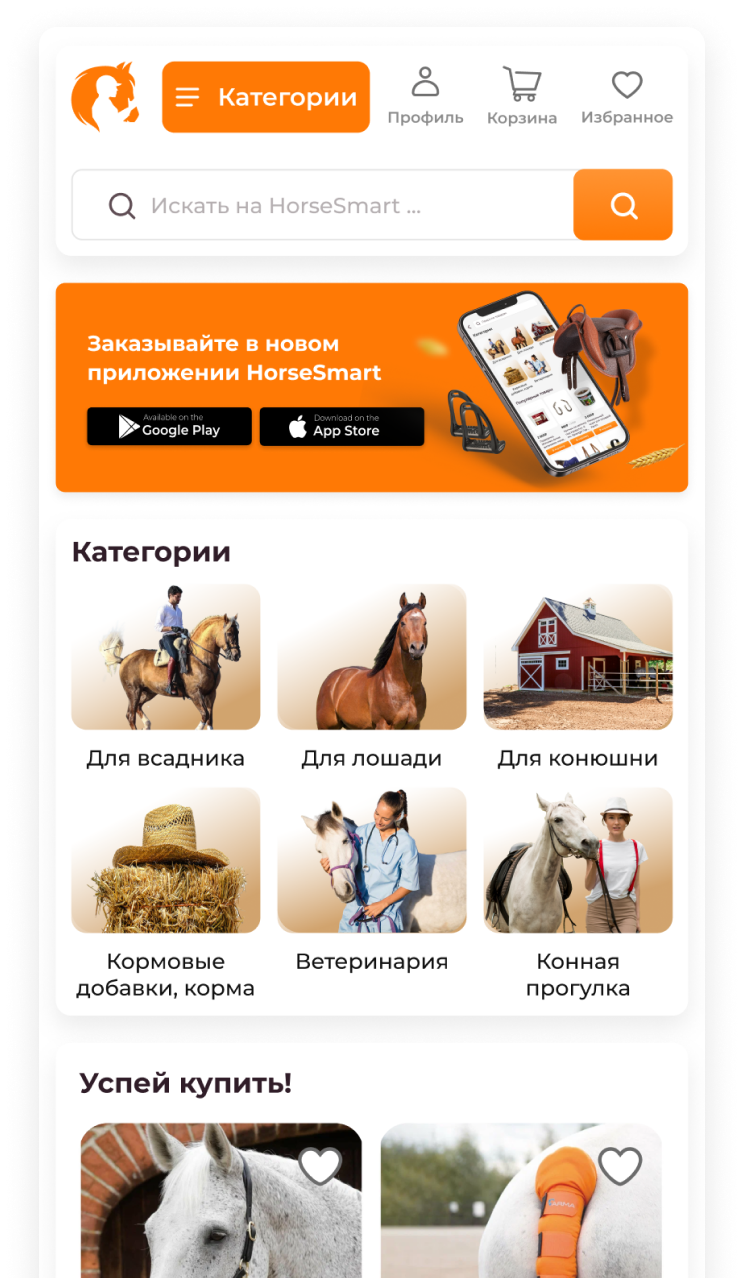 Категории
Профиль
Корзина
Избранное
Искать на HorseSmart ...
Заказывайте в новом
приложении HorseSmart
Available on the
Google Play
Download on the
App Store
Категории
Для всадника
Для лошади
Для конюшни
Кормовые
добавки, корма
Ветеринария
Конная
прогулка
Успей купить!